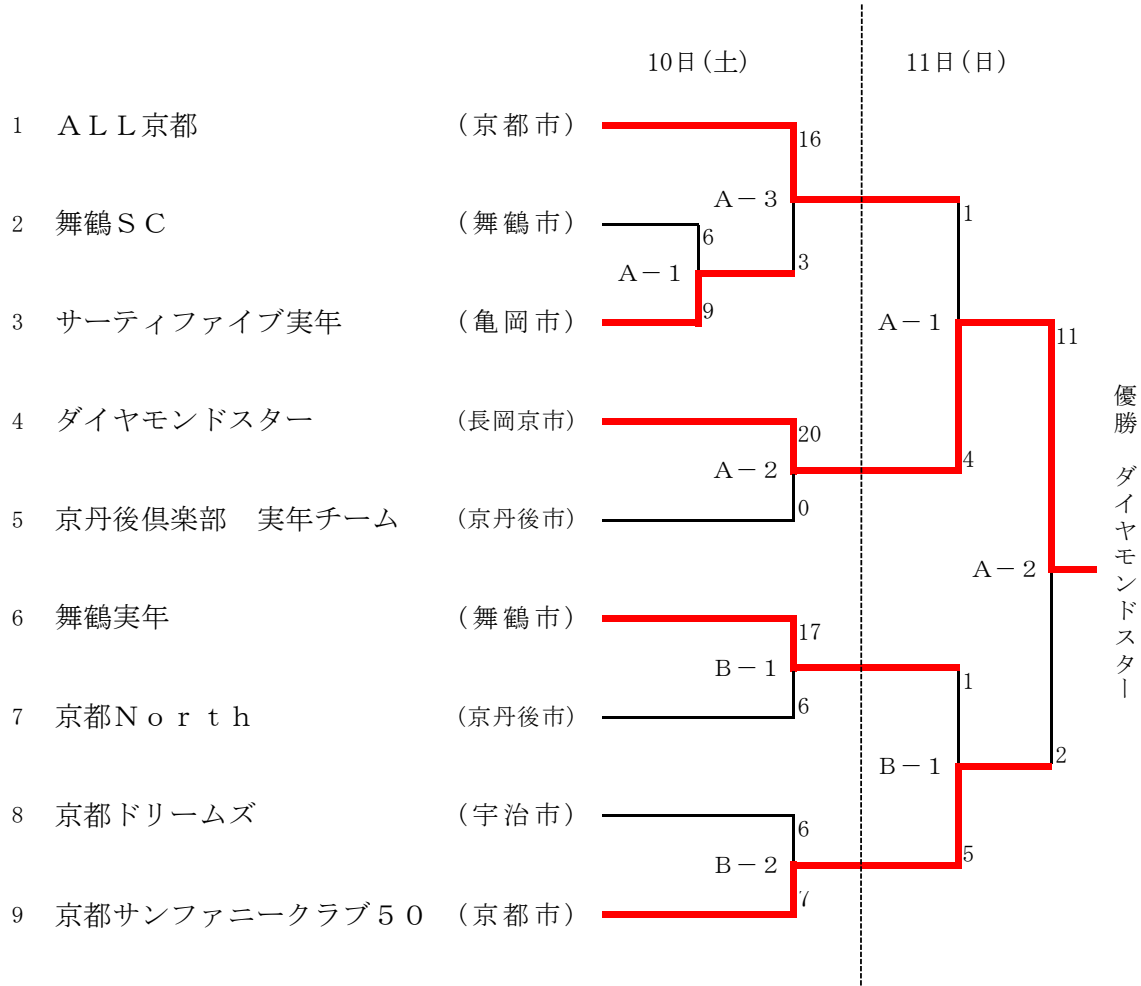 10日(土) 11日(日)
1 ＡＬＬ京都 (京都市)
16
Ａ－３
2 舞鶴ＳＣ (舞鶴市)
1
6
Ａ－１
3
9
3 サーティファイブ実年 (亀岡市)
Ａ－１
11
4 ダイヤモンドスター (長岡京市)
20
Ａ－２
4
0
5 京丹後倶楽部　実年チーム (京丹後市)
優勝　ダイヤモンドスター
Ａ－２
6 舞鶴実年 (舞鶴市)
17
Ｂ－１
1
6
7 京都Ｎｏｒｔｈ (京丹後市)
2
Ｂ－１
8 京都ドリームズ (宇治市)
6
Ｂ－２
5
7
9 京都サンファニークラブ５０ (京都市)